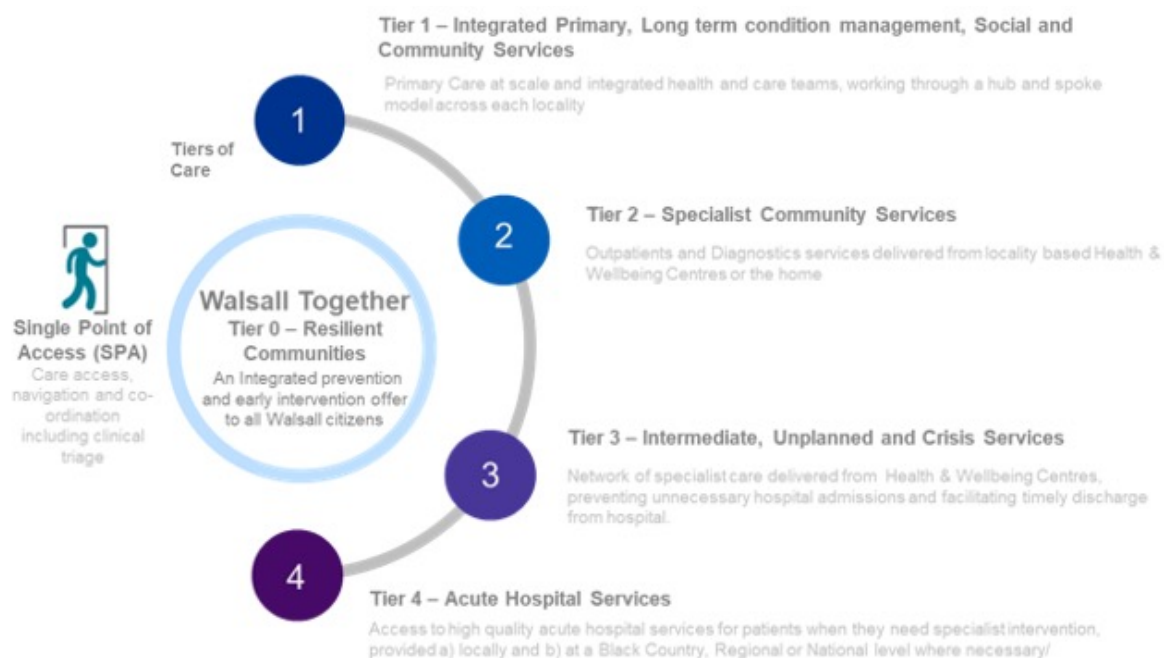 Tier 1 – Integrated Primary, Long term condition management, Social and
Community Services
Primary Care at scale and integrated health and care teams, working through a hub and spoke
model across each locality
1
Tiers of
Care
2
Tier 2 – Specialist Community Services
Outpatients and Diagnostics services delivered from locality based Health &
Wellbeing Centres or the home
Single Point of
Access (SPA)
Care access,
navigation and co-
ordination
including clinical
triage
Walsall Together
Tier 0 – Resilient
Communities
An Integrated prevention
and early intervention offer
to all Walsall citizens
3
Tier 3 – Intermediate, Unplanned and Crisis Services
Network of specialist care delivered from Health & Wellbeing Centres,
preventing unnecessary hospital admissions and facilitating timely discharge
from hospital.
4
Tier 4 – Acute Hospital Services
Access to high quality acute hospital services for patients when they need specialist intervention,
provided a) locally and b) at a Black Country, Regional or National level where necessary/